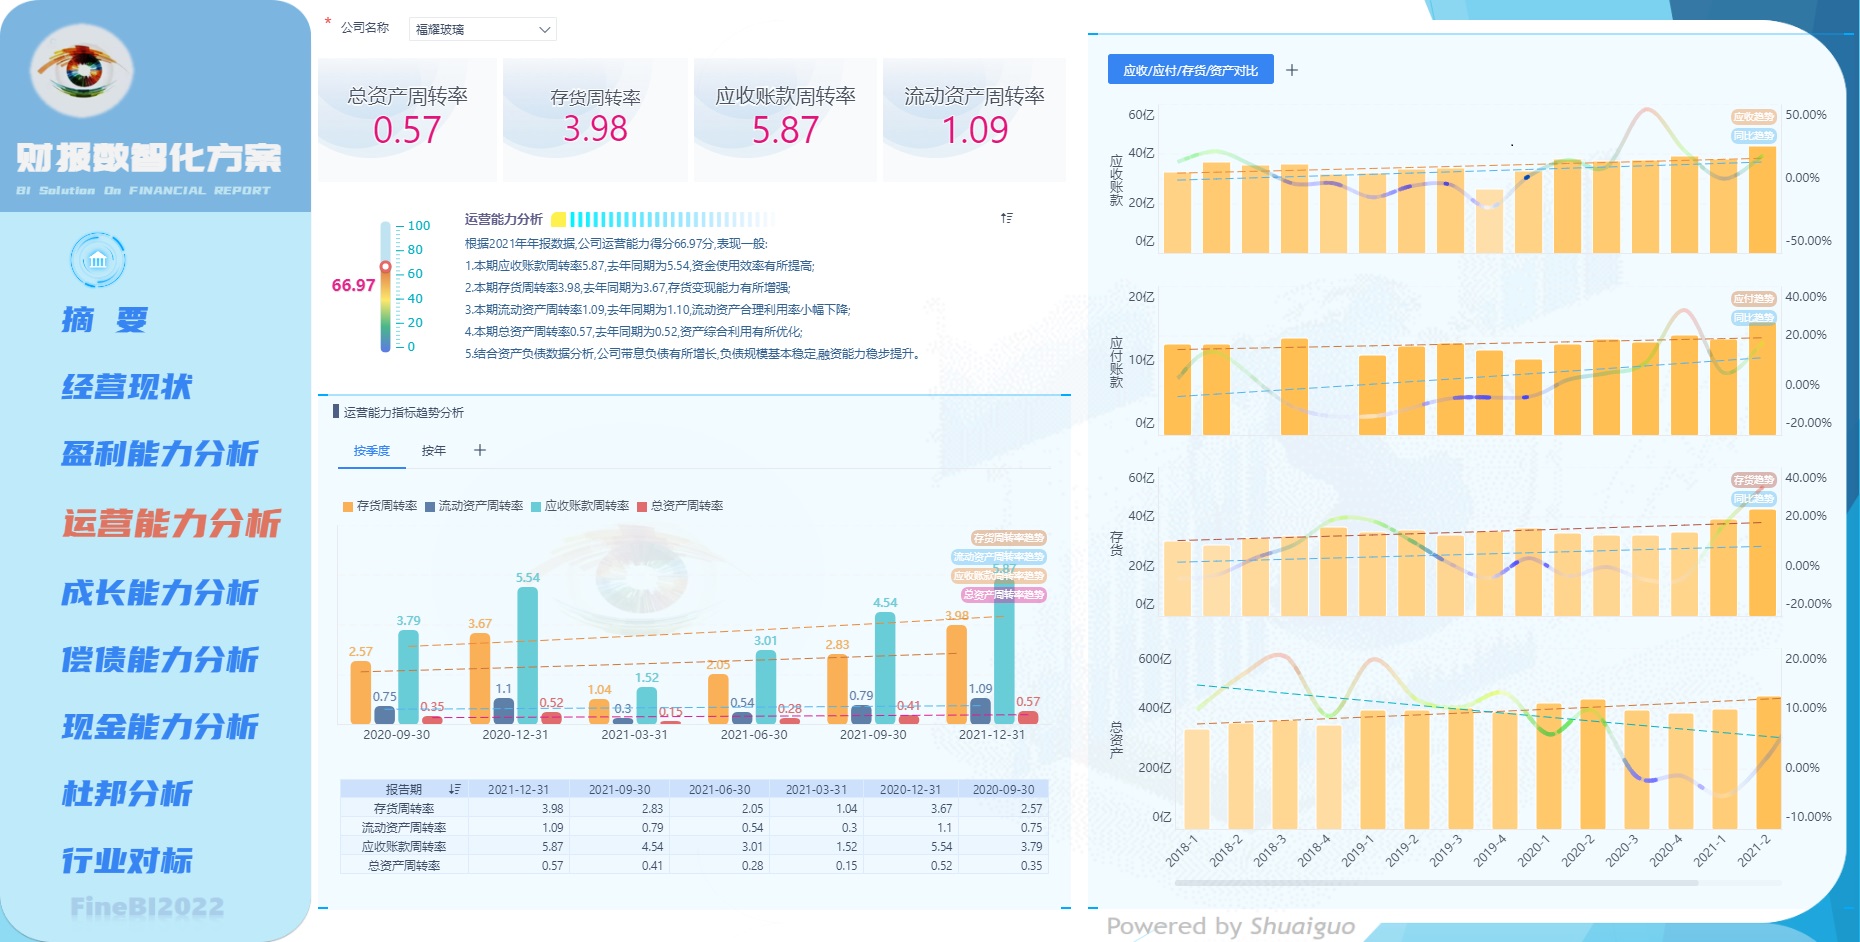 财报数智化方案
BI Solution On FINANCIAL REPORT
摘 要
经营现状
盈利能力分析
运营能力分析
成长能力分析
偿债能力分析
现金能力分析
杜邦分析
行业对标
FineBI2022
* 公司名称 福耀玻璃
总资产周转率
0.57
存货周转率
3.98
应收账款周转率
5.87
流动资产周转率
1.09
66.97
100
80
60
40
20
0
运营能力分析
根据2021年年报数据,公司运营能力得分66.97分,表现一般:
1.本期应收账款周转率5.87,去年同期为5.54,资金使用效率有所提高;
2.本期存货周转率3.98,去年同期为3.67,存货变现能力有所增强;
3.本期流动资产周转率1.09,去年同期为1.10,流动资产合理利用率小幅下降;
4.本期总资产周转率0.57,去年同期为0.52,资产综合利用有所优化;
5.结合资产负债数据分析,公司带息负债有所增长,负债规模基本稳定,融资能力稳步提升。
运营能力指标趋势分析
按季度 按年 +
存货周转率 流动资产周转率 应收账款周转率 总资产周转率
存货周转率趋势
流动资产周转率趋势
应收账款周转率趋势
总资产周转率趋势
2.57 0.75 3.79 0.35
3.67 1.1 5.54 0.52
1.04 0.3 1.52 0.15
2.05 0.54 3.01 0.28
2.83 0.79 4.54 0.41
3.98 1.09 5.87 0.57
2020-09-30 2020-12-31 2021-03-31 2021-06-30 2021-09-30 2021-12-31
报告期 2021-12-31 2021-09-30 2021-06-30 2021-03-31 2020-12-31 2020-09-30
存货周转率 3.98 2.83 2.05 1.04 3.67 2.57
流动资产周转率 1.09 0.79 0.54 0.3 1.1 0.75
应收账款周转率 5.87 4.54 3.01 1.52 5.54 3.79
总资产周转率 0.57 0.41 0.28 0.15 0.52 0.35
应收/应付/存货/资产对比 +
应收账款
60亿
40亿
20亿
0亿
应收趋势
同比趋势
50.00%
0.00%
-50.00%
应付账款
20亿
10亿
0亿
应付趋势
同比趋势
40.00%
20.00%
0.00%
-20.00%
存货
60亿
40亿
20亿
0亿
存货趋势
同比趋势
40.00%
20.00%
0.00%
-20.00%
总资产
600亿
400亿
200亿
0亿
20.00%
10.00%
0.00%
-10.00%
2018-1 2018-2 2018-3 2018-4 2019-1 2019-2 2019-3 2019-4 2020-1 2020-2 2020-3 2020-4 2021-1 2021-2
Powered by Shuaiguo